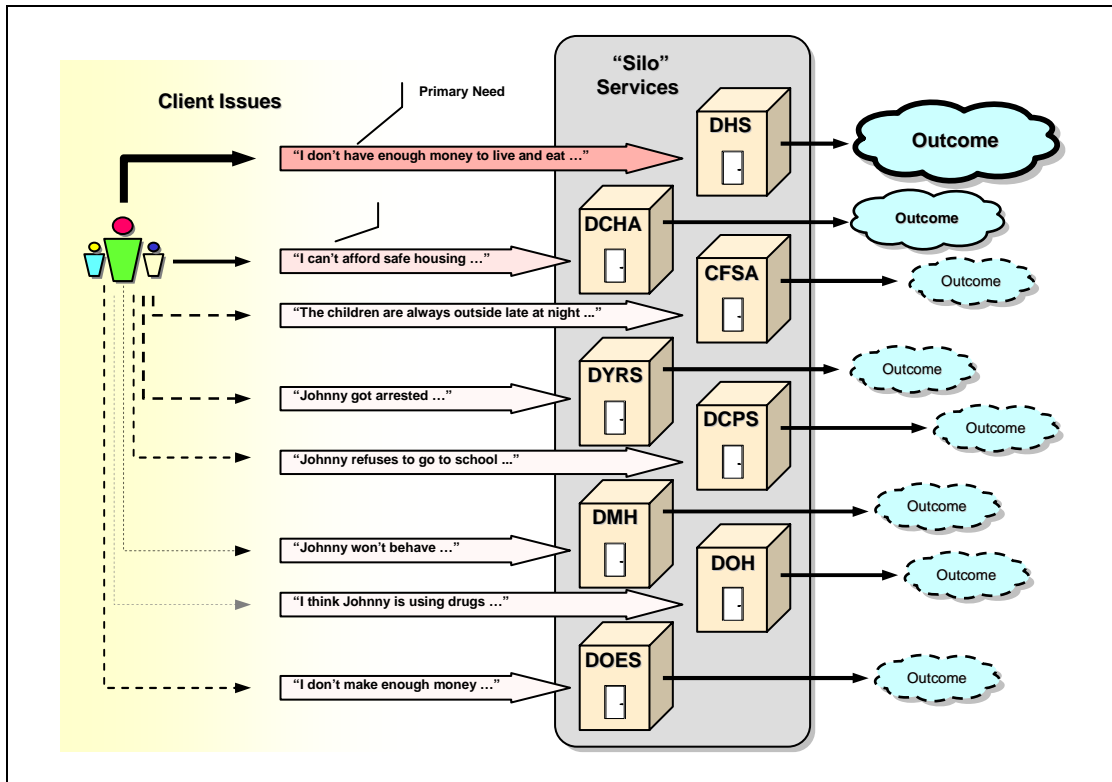 “Silo”
Services
Client Issues
Primary Need
DHS
“I don’t have enough money to live and eat …”
Outcome
DCHA
“I can’t afford safe housing …”
Outcome
CFSA
“The children are always outside late at night ...”
Outcome
DYRS
“Johnny got arrested …”
Outcome
DCPS
“Johnny refuses to go to school ...”
Outcome
DMH
“Johnny won’t behave …”
Outcome
DOH
“I think Johnny is using drugs …”
Outcome
DOES
“I don’t make enough money …”
Outcome